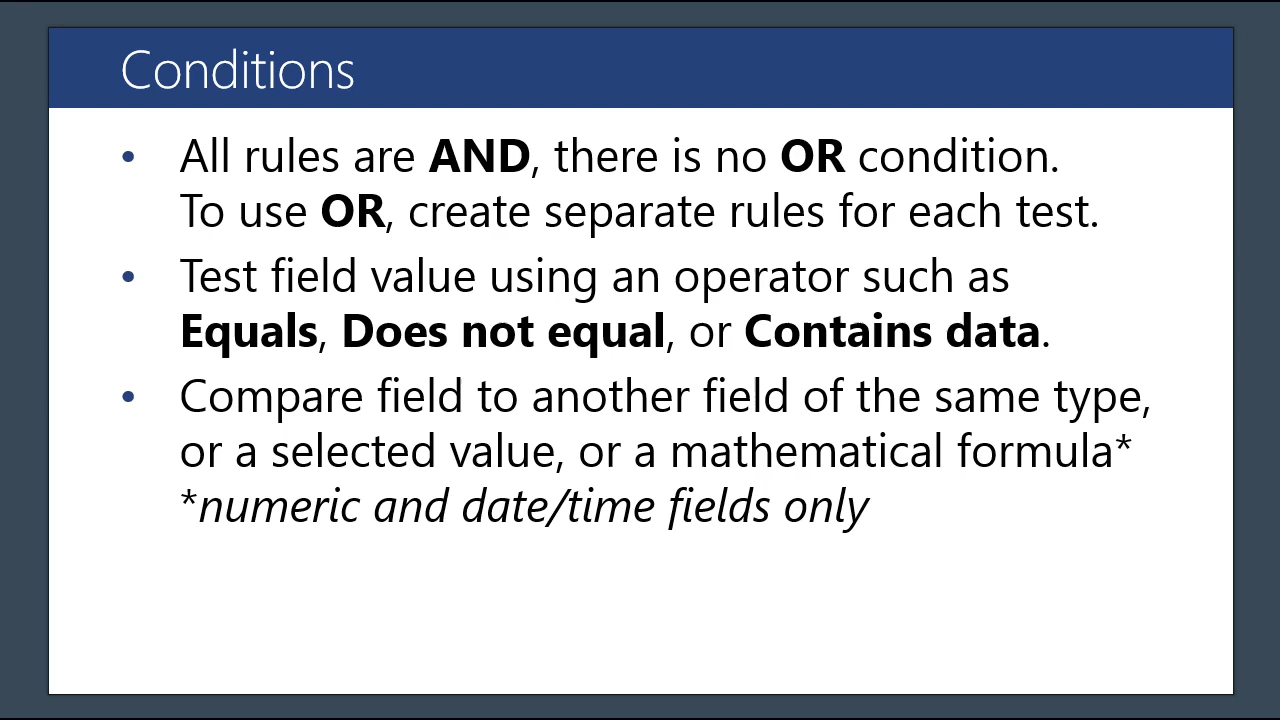 Conditions
• All rules are AND, there is no OR condition.
To use OR, create separate rules for each test.
• Test field value using an operator such as
Equals, Does not equal, or Contains data.
• Compare field to another field of the same type,
or a selected value, or a mathematical formula*
*numeric and date/time fields only